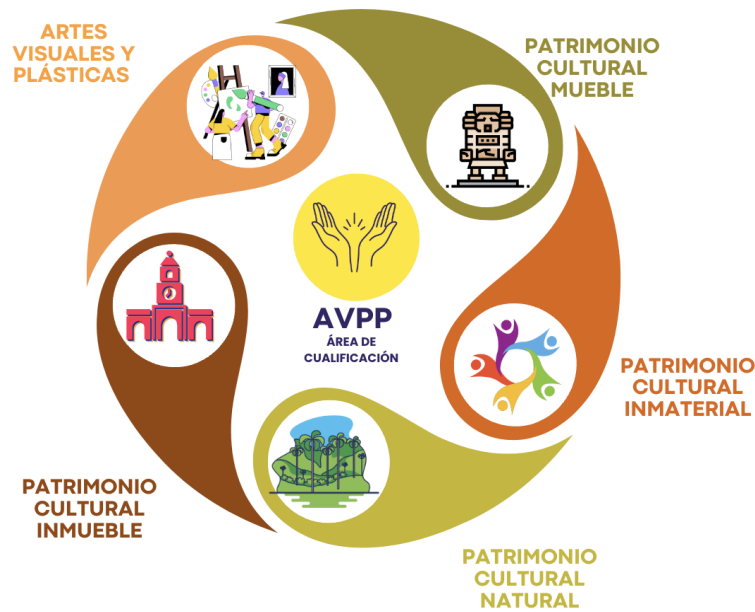 ARTES
VISUALES Y
PLÁSTICAS
PATRIMONIO
CULTURAL
MUEBLE
AVPP
ÁREA DE
CUALIFICACIÓN
PATRIMONIO
CULTURAL
INMATERIAL
PATRIMONIO
CULTURAL
INMUEBLE
PATRIMONIO
CULTURAL
NATURAL